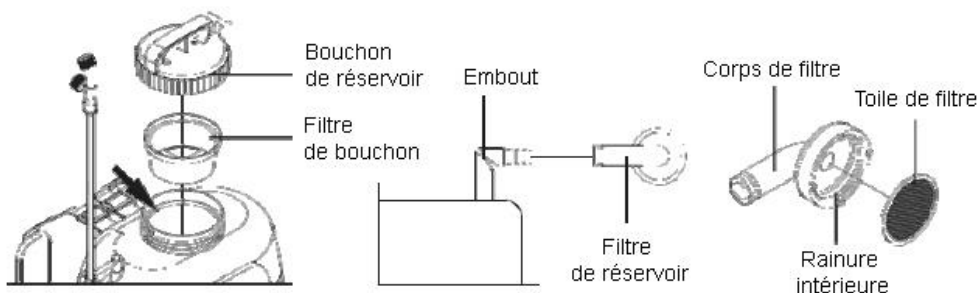 Bouchon
de réservoir
Filtre
de bouchon
Embout
Filtre
de réservoir
Corps de filtre
Toile de filtre
Rainure
intérieure